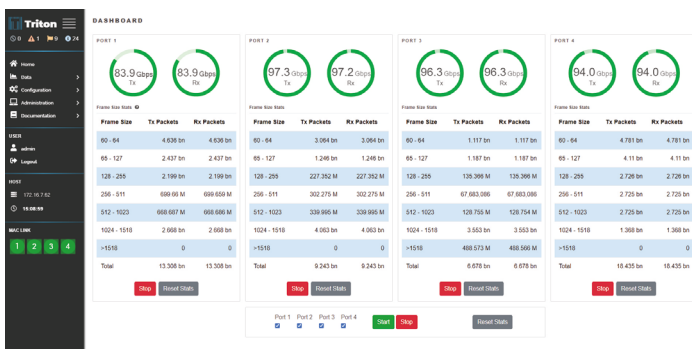 Triton
0 1 9 24
Home
Data
Configuration
Administration
Documentation
USER
admin
Logout
HOST
172.16.7.62
MAC LINK
1 2 3 4
DASHBOARD
PORT 1
83.9 Gbps Tx
83.9 Gbps Rx
Frame Size Stats
Frame Size Tx Packets Rx Packets
60 - 64 4.636 bn 4.636 bn
65 - 127 2.437 bn 2.437 bn
128 - 255 2.199 bn 2.199 bn
256 - 511 699.66 M 699.659 M
512 - 1023 668.687 M 668.686 M
1024 - 1518 2.668 bn 2.668 bn
>1518 0 0
Total 13.308 bn 13.308 bn
Stop Reset Stats
PORT 2
97.3 Gbps Tx
97.2 Gbps Rx
Frame Size Stats
Frame Size Tx Packets Rx Packets
60 - 64 3.064 bn 3.064 bn
65 - 127 1.246 bn 1.246 bn
128 - 255 227.352 M 227.352 M
256 - 511 302.275 M 302.275 M
512 - 1023 339.995 M 339.995 M
1024 - 1518 4.063 bn 4.063 bn
>1518 0 0
Total 9.243 bn 9.243 bn
Stop Reset Stats
PORT 3
96.3 Gbps Tx
96.3 Gbps Rx
Frame Size Stats
Frame Size Tx Packets Rx Packets
60 - 64 1.117 bn 1.117 bn
65 - 127 1.187 bn 1.187 bn
128 - 255 135.366 M 135.366 M
256 - 511 67,683,086 67,683,086
512 - 1023 128.755 M 128.754 M
1024 - 1518 3.553 bn 3.553 bn
>1518 488.573 M 488.566 M
Total 6.678 bn 6.678 bn
Stop Reset Stats
PORT 4
94.0 Gbps Tx
94.0 Gbps Rx
Frame Size Stats
Frame Size Tx Packets Rx Packets
60 - 64 4.781 bn 4.781 bn
65 - 127 4.11 bn 4.11 bn
128 - 255 2.726 bn 2.726 bn
256 - 511 2.725 bn 2.725 bn
512 - 1023 2.725 bn 2.725 bn
1024 - 1518 1.368 bn 1.368 bn
>1518 0 0
Total 18.435 bn 18.435 bn
Stop Reset Stats
Port 1 Port 2 Port 3 Port 4 Start Stop Reset Stats